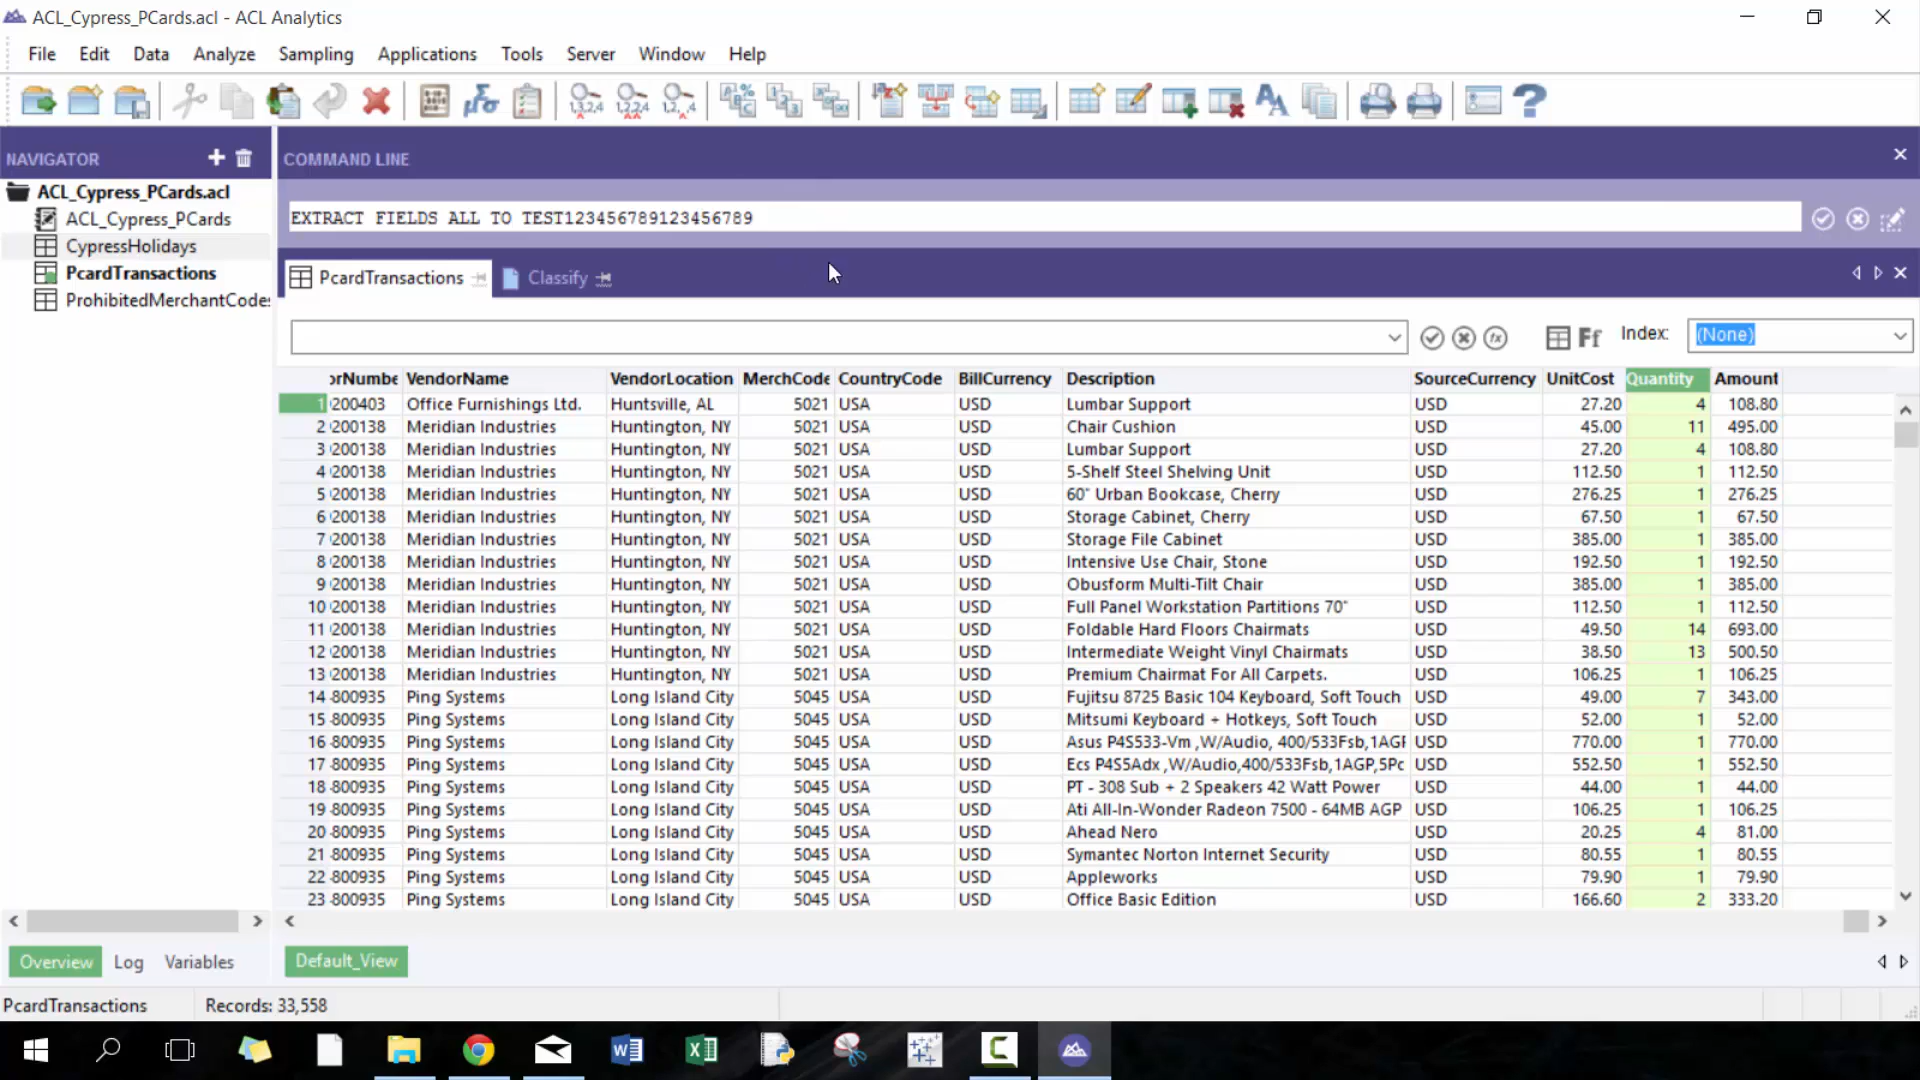 ACL_Cypress_PCards.acl - ACL Analytics
File Edit Data Analyze Sampling Applications Tools Server Window Help
NAVIGATOR
COMMAND LINE
ACL_Cypress_PCards.acl
ACL_Cypress_PCards
CypressHolidays
PcardTransactions
ProhibitedMerchantCodes
EXTRACT FIELDS ALL TO TEST123456789123456789
PcardTransactions Classify
Ff Index: (None)
orNumbe VendorName VendorLocation MerchCode CountryCode BillCurrency Description SourceCurrency UnitCost Quantity Amount
1 200403 Office Furnishings Ltd. Huntsville, AL 5021 USA USD Lumbar Support USD 27.20 4 108.80
2 200138 Meridian Industries Huntington, NY 5021 USA USD Chair Cushion USD 45.00 11 495.00
3 200138 Meridian Industries Huntington, NY 5021 USA USD Lumbar Support USD 27.20 4 108.80
4 200138 Meridian Industries Huntington, NY 5021 USA USD 5-Shelf Steel Shelving Unit USD 112.50 1 112.50
5 200138 Meridian Industries Huntington, NY 5021 USA USD 60" Urban Bookcase, Cherry USD 276.25 1 276.25
6 200138 Meridian Industries Huntington, NY 5021 USA USD Storage Cabinet, Cherry USD 67.50 1 67.50
7 200138 Meridian Industries Huntington, NY 5021 USA USD Storage File Cabinet USD 385.00 1 385.00
8 200138 Meridian Industries Huntington, NY 5021 USA USD Intensive Use Chair, Stone USD 192.50 1 192.50
9 200138 Meridian Industries Huntington, NY 5021 USA USD Obusform Multi-Tilt Chair USD 385.00 1 385.00
10 200138 Meridian Industries Huntington, NY 5021 USA USD Full Panel Workstation Partitions 70" USD 112.50 1 112.50
11 200138 Meridian Industries Huntington, NY 5021 USA USD Foldable Hard Floors Chairmats USD 49.50 14 693.00
12 200138 Meridian Industries Huntington, NY 5021 USA USD Intermediate Weight Vinyl Chairmats USD 38.50 13 500.50
13 200138 Meridian Industries Huntington, NY 5021 USA USD Premium Chairmat For All Carpets. USD 106.25 1 106.25
14 800935 Ping Systems Long Island City 5045 USA USD Fujitsu 8725 Basic 104 Keyboard, Soft Touch USD 49.00 7 343.00
15 800935 Ping Systems Long Island City 5045 USA USD Mitsumi Keyboard + Hotkeys, Soft Touch USD 52.00 1 52.00
16 800935 Ping Systems Long Island City 5045 USA USD Asus P4S533-Vm ,W/Audio, 400/533Fsb,1AGP USD 770.00 1 770.00
17 800935 Ping Systems Long Island City 5045 USA USD Ecs P4S5Adx ,W/Audio,400/533Fsb,1AGP,5Pc USD 552.50 1 552.50
18 800935 Ping Systems Long Island City 5045 USA USD PT - 308 Sub + 2 Speakers 42 Watt Power USD 44.00 1 44.00
19 800935 Ping Systems Long Island City 5045 USA USD Ati All-In-Wonder Radeon 7500 - 64MB AGP USD 106.25 1 106.25
20 800935 Ping Systems Long Island City 5045 USA USD Ahead Nero USD 20.25 4 81.00
21 800935 Ping Systems Long Island City 5045 USA USD Symantec Norton Internet Security USD 80.55 1 80.55
22 800935 Ping Systems Long Island City 5045 USA USD Appleworks USD 79.90 1 79.90
23 800935 Ping Systems Long Island City 5045 USA USD Office Basic Edition USD 166.60 2 333.20
Overview Log Variables Default_View
PcardTransactions Records: 33,558